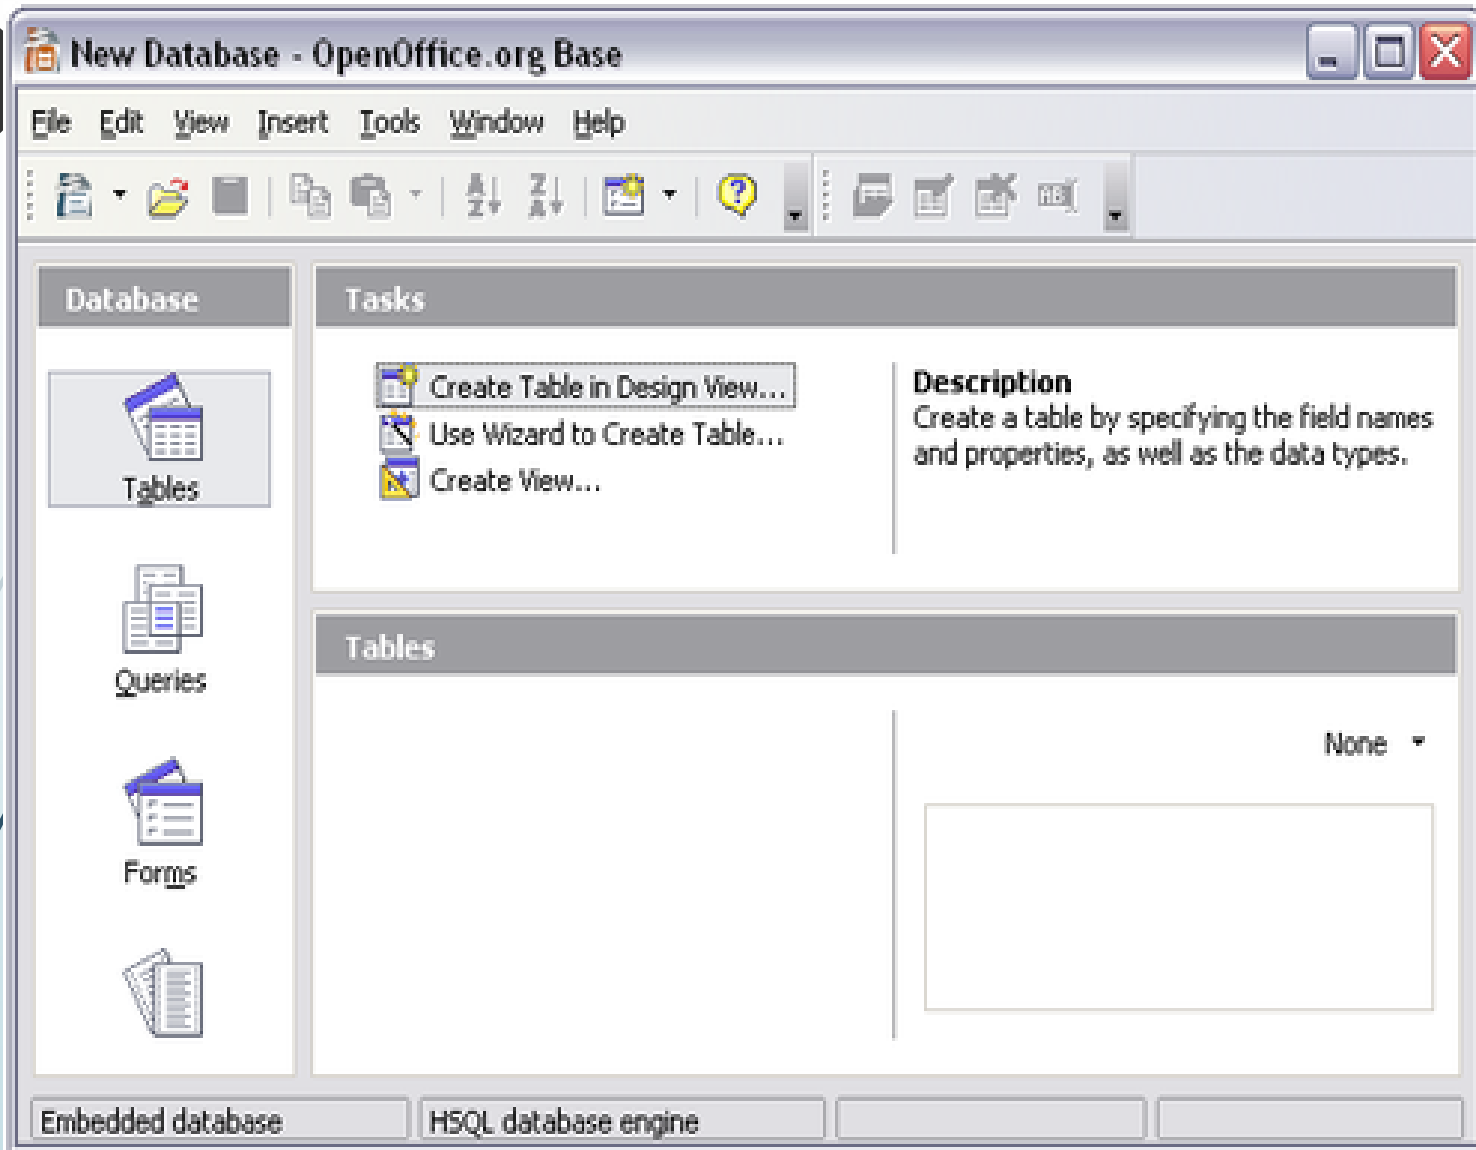 New Database - OpenOffice.org Base
File Edit View Insert Tools Window Help
Database
Tables
Queries
Forms
Tasks
Create Table in Design View...
Use Wizard to Create Table...
Create View...
Description
Create a table by specifying the field names
and properties, as well as the data types.
Tables
None
Embedded database
HSQL database engine